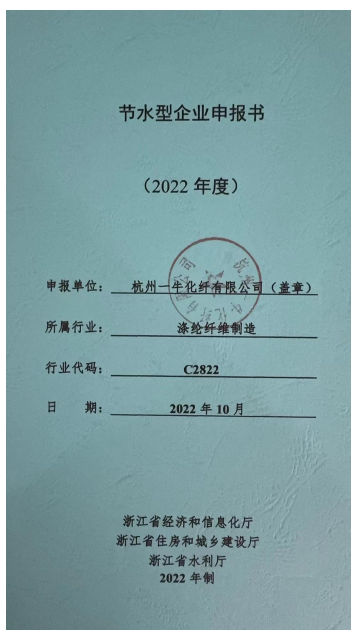 节水型企业申报书
（2022 年度）
申报单位： 杭州一牛化纤有限公司（盖章）
所属行业： 涤纶纤维制造
行业代码： C2822
日 期： 2022 年 10 月
浙江省经济和信息化厅
浙江省住房和城乡建设厅
浙江省水利厅
2022 年制